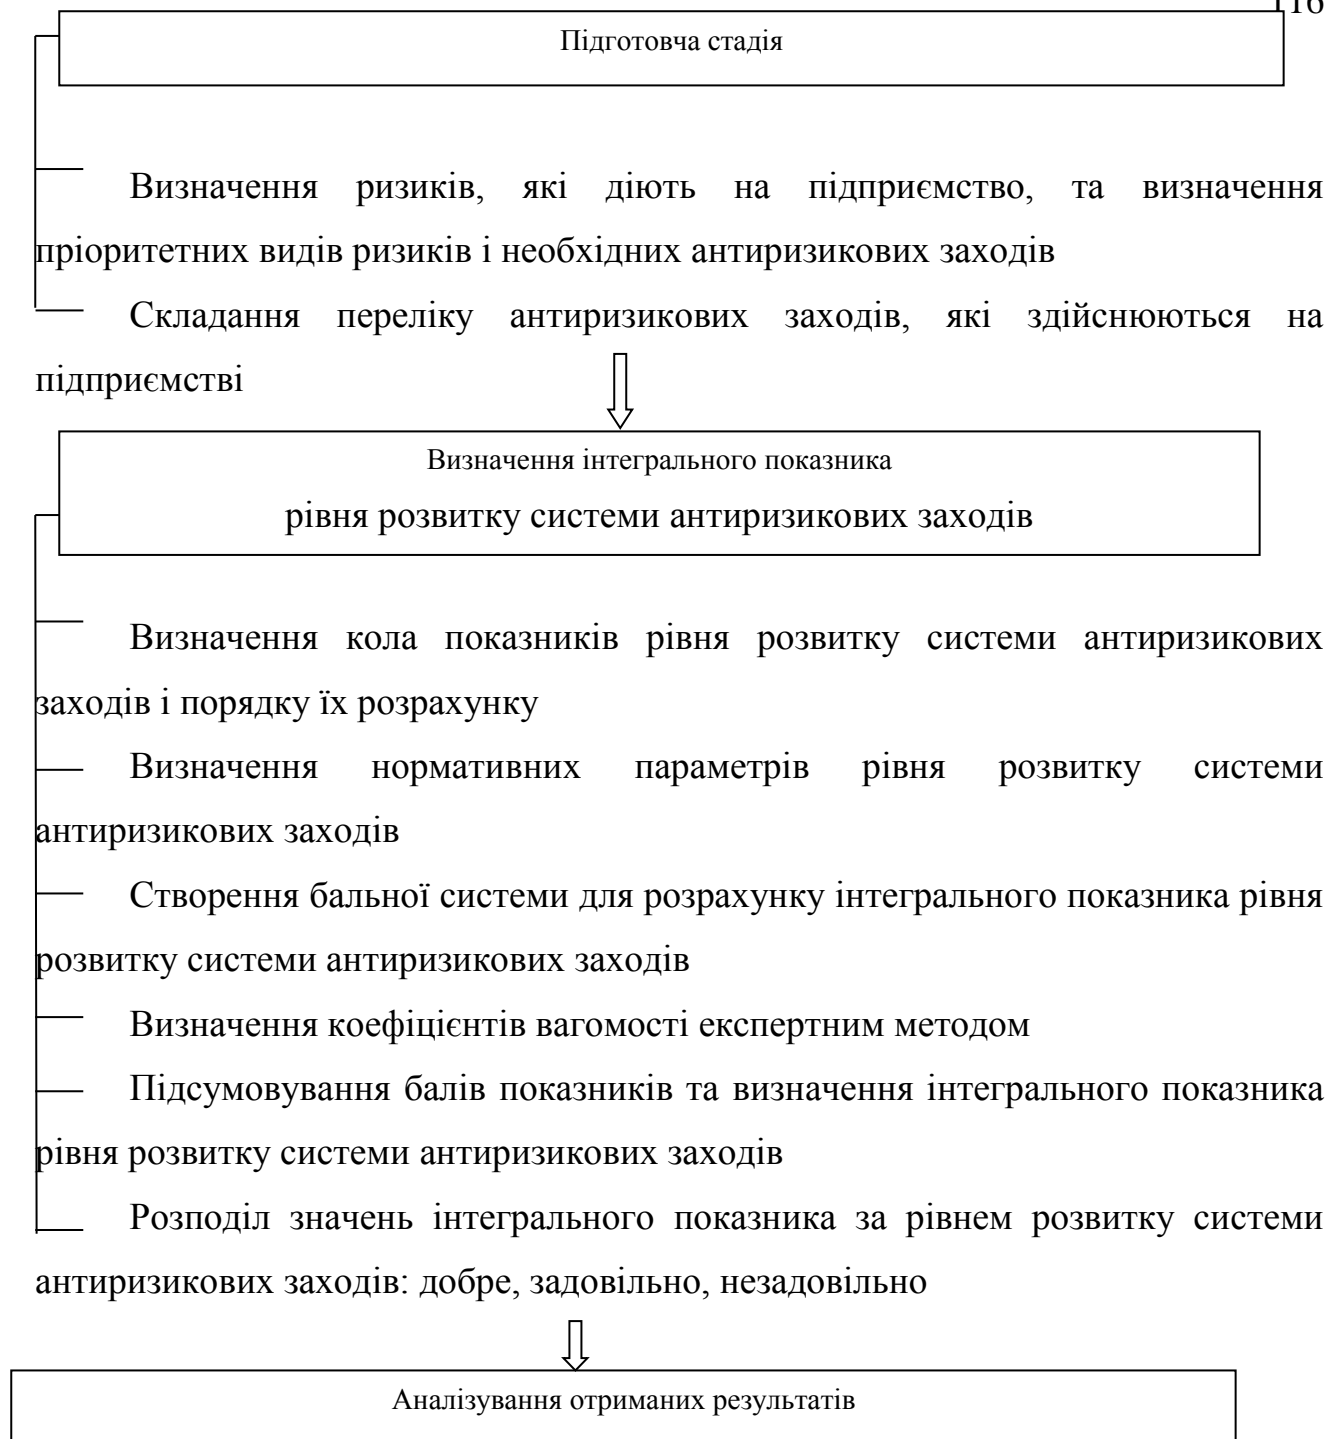 116
Підготовча стадія
Визначення ризиків, які діють на підприємство, та визначення
пріоритетних видів ризиків і необхідних антиризикових заходів
Складання переліку антиризикових заходів, які здійснюються на
підприємстві
Визначення інтегрального показника
рівня розвитку системи антиризикових заходів
Визначення кола показників рівня розвитку системи антиризикових
заходів і порядку їх розрахунку
Визначення нормативних параметрів рівня розвитку системи
антиризикових заходів
Створення бальної системи для розрахунку інтегрального показника рівня
розвитку системи антиризикових заходів
Визначення коефіцієнтів вагомості експертним методом
Підсумовування балів показників та визначення інтегрального показника
рівня розвитку системи антиризикових заходів
Розподіл значень інтегрального показника за рівнем розвитку системи
антиризикових заходів: добре, задовільно, незадовільно
Аналізування отриманих результатів